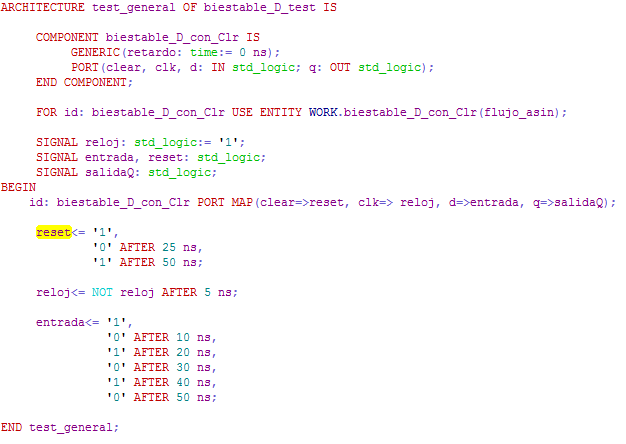 ARCHITECTURE test_general OF biestable_D_test IS
COMPONENT biestable_D_con_Clr IS
GENERIC(retardo: time:= 0 ns);
PORT(clear, clk, d: IN std_logic; q: OUT std_logic);
END COMPONENT;
FOR id: biestable_D_con_Clr USE ENTITY WORK.biestable_D_con_Clr(flujo_asin);
SIGNAL reloj: std_logic:= '1';
SIGNAL entrada, reset: std_logic;
SIGNAL salidaQ: std_logic;
BEGIN
id: biestable_D_con_Clr PORT MAP(clear=>reset, clk=> reloj, d=>entrada, q=>salidaQ);
reset<= '1',
'0' AFTER 25 ns,
'1' AFTER 50 ns;
reloj<= NOT reloj AFTER 5 ns;
entrada<= '1',
'0' AFTER 10 ns,
'1' AFTER 20 ns,
'0' AFTER 30 ns,
'1' AFTER 40 ns,
'0' AFTER 50 ns;
END test_general;